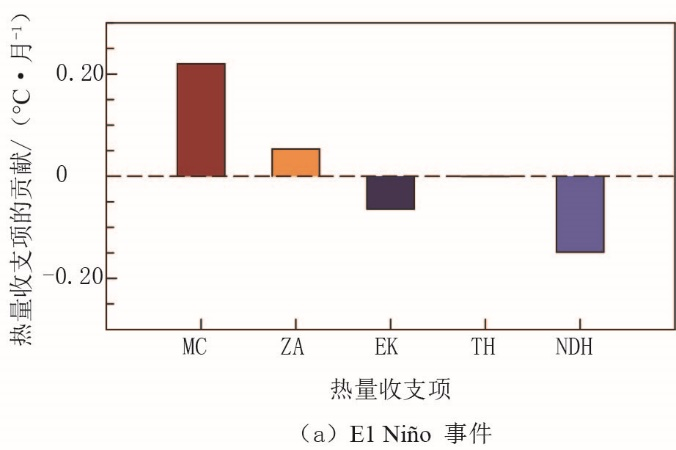 热量收支项的贡献/(℃·月⁻¹)
0.20
0
-0.20
MC ZA EK TH NDH
热量收支项
(a) El Niño 事件